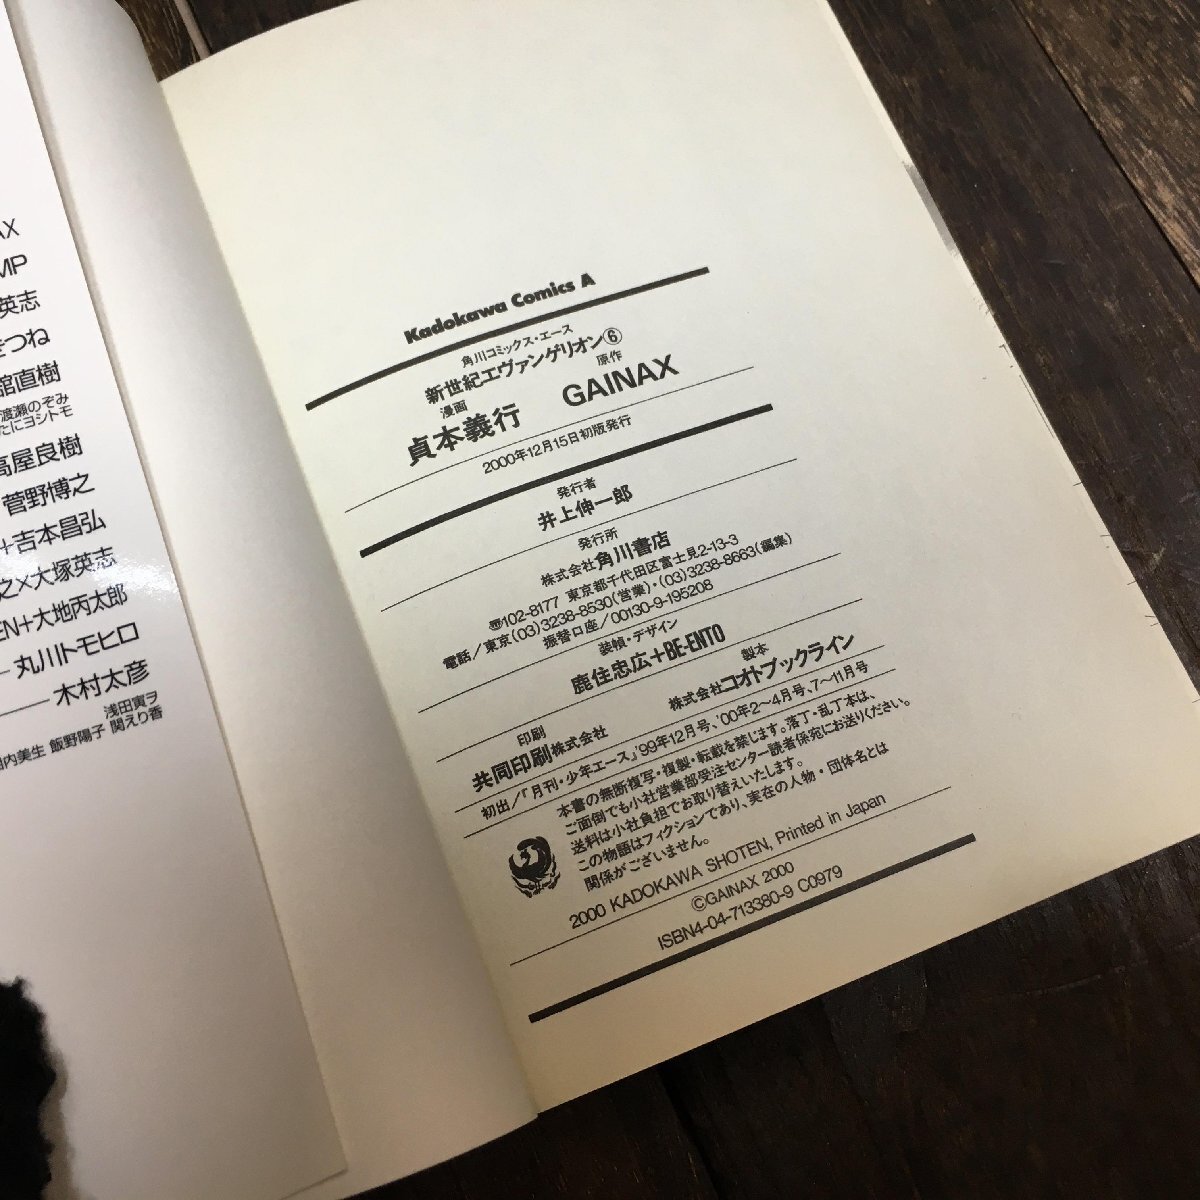 AX
MP
英志
きつね
館直樹
渡瀬のぞみ
たにヨシトモ
高屋良樹
菅野博之
+吉本昌弘
之×大塚英志
EN+大地丙太郎
丸川トモヒロ
木村太彦
浅田寅ヲ
内美生 飯野陽子 関えり香
Kadokawa Comics A
角川コミックス・エース
新世紀エヴァンゲリオン⑥
漫画 原作
貞本義行 GAINAX
2000年12月15日初版発行
発行者
井上伸一郎
発行所
株式会社角川書店
〠102-8177 東京都千代田区富士見2-13-3
電話/東京(03)3238-8530(営業)・(03)3238-8663(編集)
振替口座/00130-9-195208
装幀・デザイン
鹿住忠広+BE-ENTO
印刷 製本
共同印刷株式会社 株式会社コオトブックライン
初出/「月刊・少年エース」'99年12月号、'00年2〜4月号、7〜11月号
本書の無断複写・複製・転載を禁じます。落丁・乱丁本は、
ご面倒でも小社営業部受注センター読者係宛にお送りください。
送料は小社負担でお取り替えいたします。
この物語はフィクションであり、実在の人物・団体名とは
関係がございません。
2000 KADOKAWA SHOTEN, Printed in Japan
©GAINAX 2000
ISBN4-04-713380-9 C0979